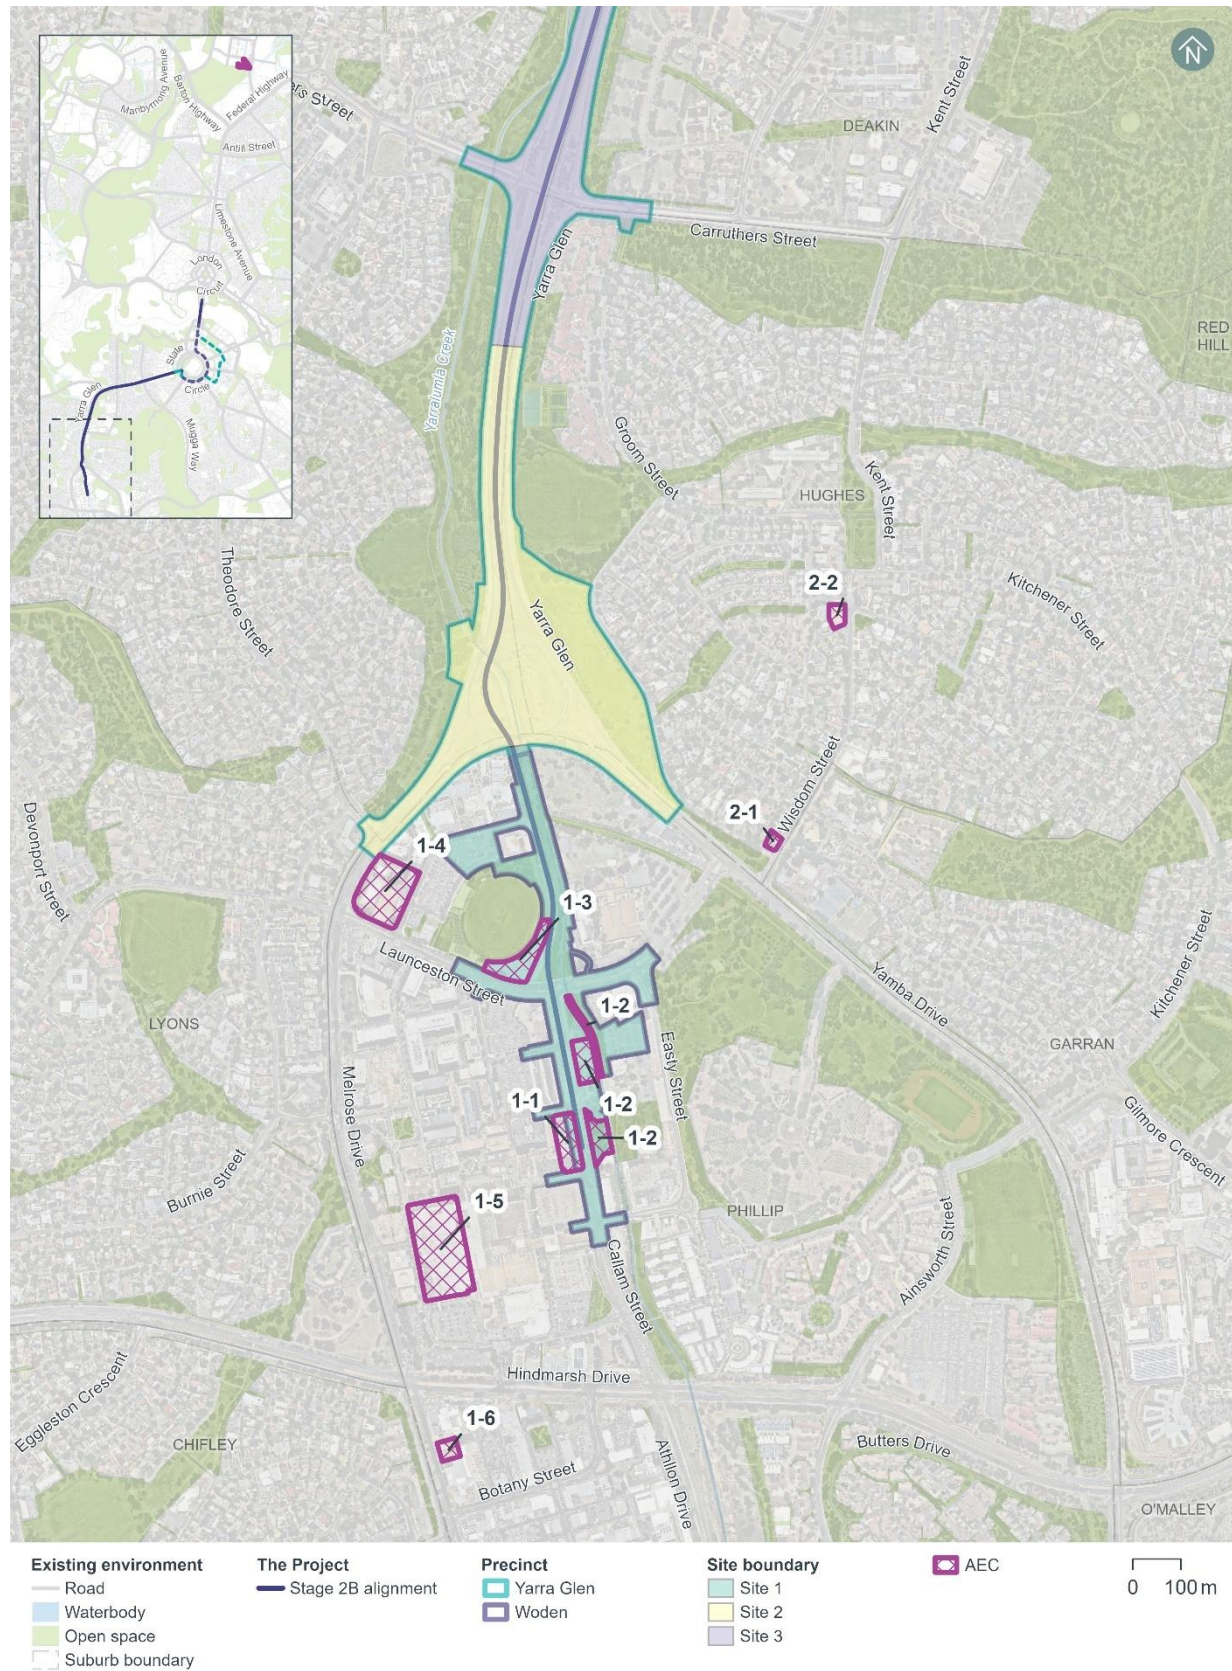 N
Maribyrnong Avenue
Barton Highway
Federal Highway
Antill Street
Limestone Avenue
London
Circuit
State
Circle
Yarra Glen
Mugga Way
ers Street
DEAKIN
Kent Street
Carruthers Street
Yarra Glen
RED
HILL
Yarralumla Creek
Groom Street
HUGHES
Kent Street
Theodore Street
2-2
Kitchener Street
Yarra Glen
Devonport Street
Wisdom Street
2-1
1-4
1-3
Launceston Street
Kitchener Street
Yamba Drive
LYONS
1-2
GARRAN
Easty Street
Melrose Drive
1-1
1-2
1-2
Gilmore Crescent
Burnie Street
1-5
PHILLIP
Ainsworth Street
Callam Street
Hindmarsh Drive
Eggleston Crescent
CHIFLEY
1-6
Botany Street
Athllon Drive
Butters Drive
O'MALLEY
Existing environment
Road
Waterbody
Open space
Suburb boundary
The Project
Stage 2B alignment
Precinct
Yarra Glen
Woden
Site boundary
Site 1
Site 2
Site 3
AEC
0 100 m